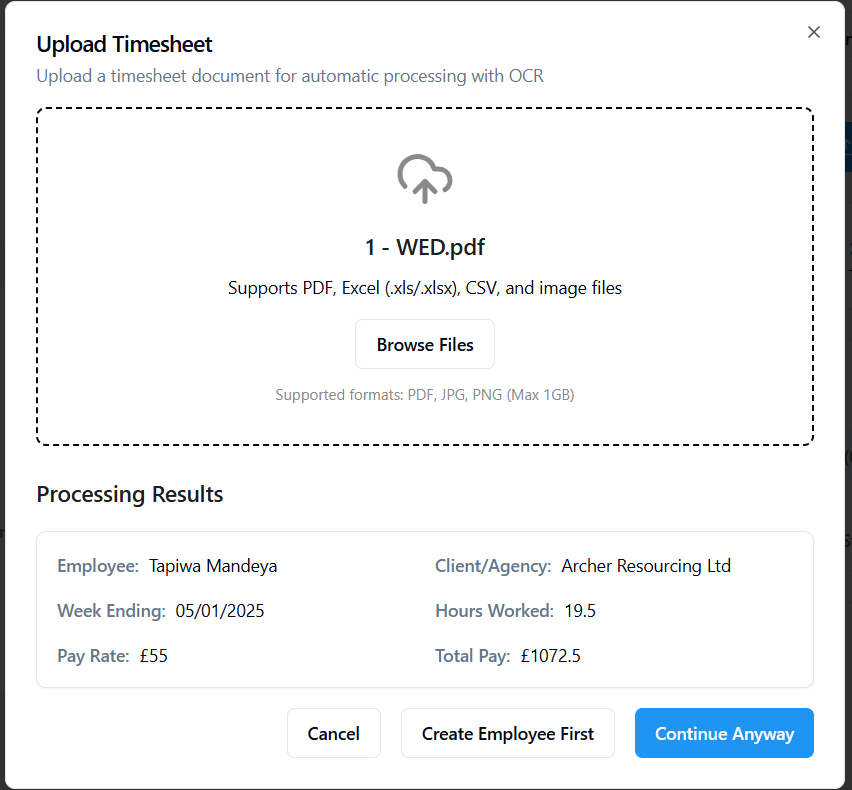 Upload Timesheet
Upload a timesheet document for automatic processing with OCR
1 - WED.pdf
Supports PDF, Excel (.xls/.xlsx), CSV, and image files
Browse Files
Supported formats: PDF, JPG, PNG (Max 1GB)
Processing Results
Employee: Tapiwa Mandeya
Client/Agency: Archer Resourcing Ltd
Week Ending: 05/01/2025
Hours Worked: 19.5
Pay Rate: £55
Total Pay: £1072.5
Cancel
Create Employee First
Continue Anyway